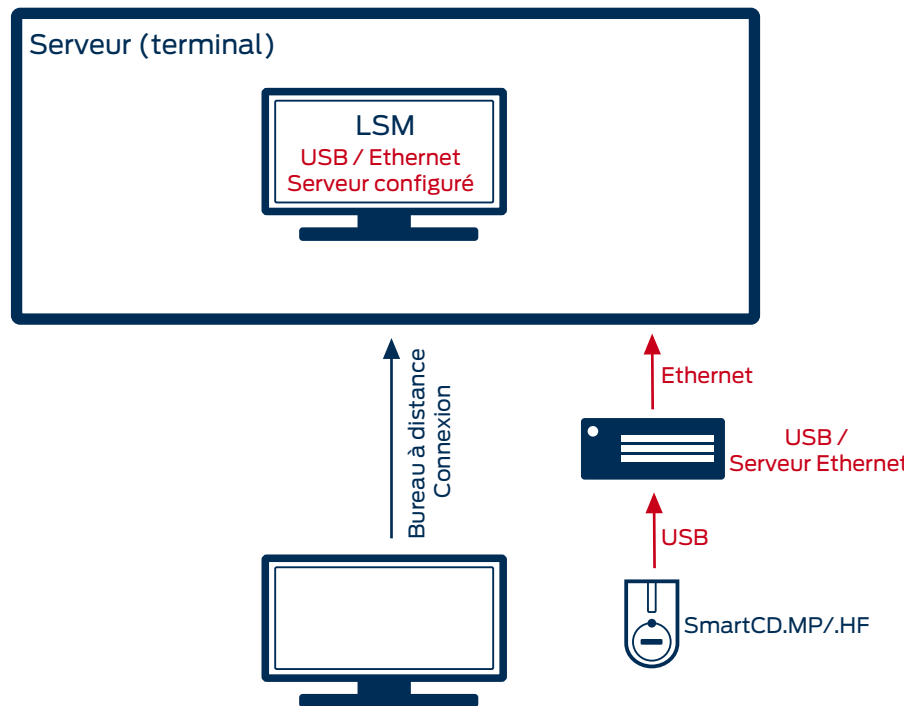 Serveur (terminal)
LSM
USB / Ethernet
Serveur configuré
Bureau à distance
Connexion
Ethernet
USB /
Serveur Ethernet
USB
SmartCD.MP/.HF